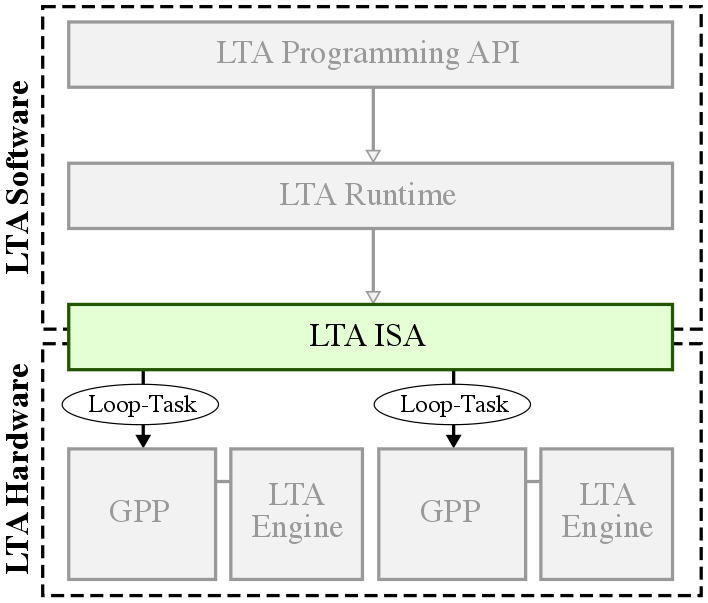 LTA Software
LTA Programming API
LTA Runtime
LTA ISA
LTA Hardware
Loop-Task
Loop-Task
GPP
LTA
Engine
GPP
LTA
Engine